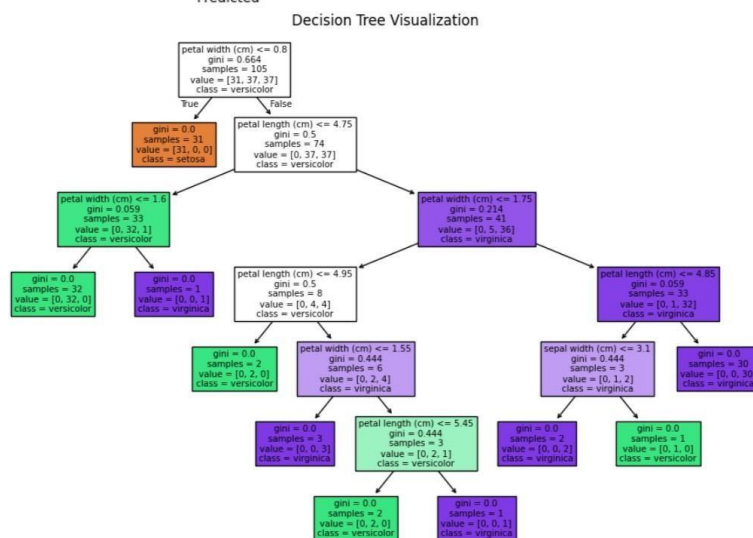 Predicted
Decision Tree Visualization
petal width (cm) <= 0.8
gini = 0.664
samples = 105
value = [31, 37, 37]
class = versicolor
True
False
gini = 0.0
samples = 31
value = [31, 0, 0]
class = setosa
petal length (cm) <= 4.75
gini = 0.5
samples = 74
value = [0, 37, 37]
class = versicolor
petal width (cm) <= 1.6
gini = 0.059
samples = 33
value = [0, 32, 1]
class = versicolor
petal width (cm) <= 1.75
gini = 0.214
samples = 41
value = [0, 5, 36]
class = virginica
gini = 0.0
samples = 32
value = [0, 32, 0]
class = versicolor
gini = 0.0
samples = 1
value = [0, 0, 1]
class = virginica
petal length (cm) <= 4.95
gini = 0.5
samples = 8
value = [0, 4, 4]
class = versicolor
petal length (cm) <= 4.85
gini = 0.059
samples = 33
value = [0, 1, 32]
class = virginica
gini = 0.0
samples = 2
value = [0, 2, 0]
class = versicolor
petal width (cm) <= 1.55
gini = 0.444
samples = 6
value = [0, 2, 4]
class = virginica
sepal width (cm) <= 3.1
gini = 0.444
samples = 3
value = [0, 1, 2]
class = virginica
gini = 0.0
samples = 30
value = [0, 0, 30]
class = virginica
gini = 0.0
samples = 3
value = [0, 0, 3]
class = virginica
petal length (cm) <= 5.45
gini = 0.444
samples = 3
value = [0, 2, 1]
class = versicolor
gini = 0.0
samples = 2
value = [0, 0, 2]
class = virginica
gini = 0.0
samples = 1
value = [0, 1, 0]
class = versicolor
gini = 0.0
samples = 2
value = [0, 2, 0]
class = versicolor
gini = 0.0
samples = 1
value = [0, 0, 1]
class = virginica